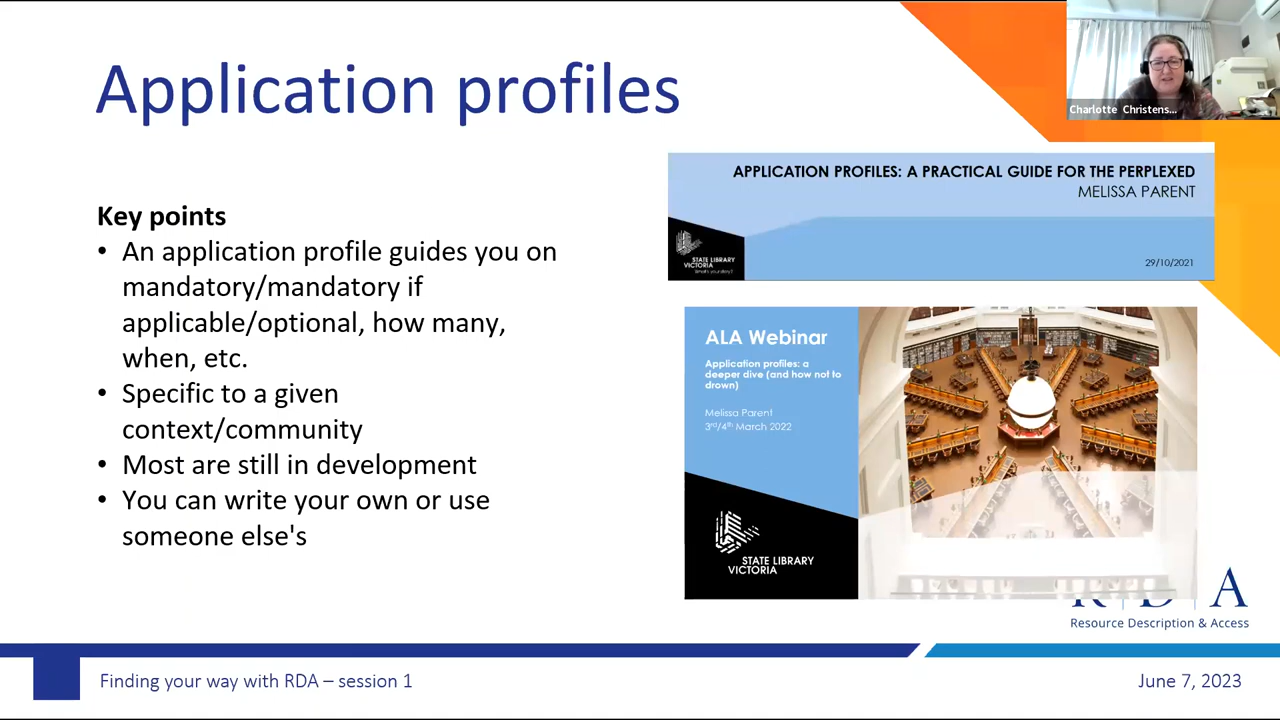 Application profiles
Charlotte Christens...
Key points
• An application profile guides you on
mandatory/mandatory if
applicable/optional, how many,
when, etc.
• Specific to a given
context/community
• Most are still in development
• You can write your own or use
someone else's
APPLICATION PROFILES: A PRACTICAL GUIDE FOR THE PERPLEXED
MELISSA PARENT
STATE LIBRARY
VICTORIA
What's your story?
29/10/2021
ALA Webinar
Application profiles: a
deeper dive (and how not to
drown)
Melissa Parent
3rd/4th March 2022
STATE LIBRARY
VICTORIA
R D A
Resource Description & Access
Finding your way with RDA – session 1
June 7, 2023